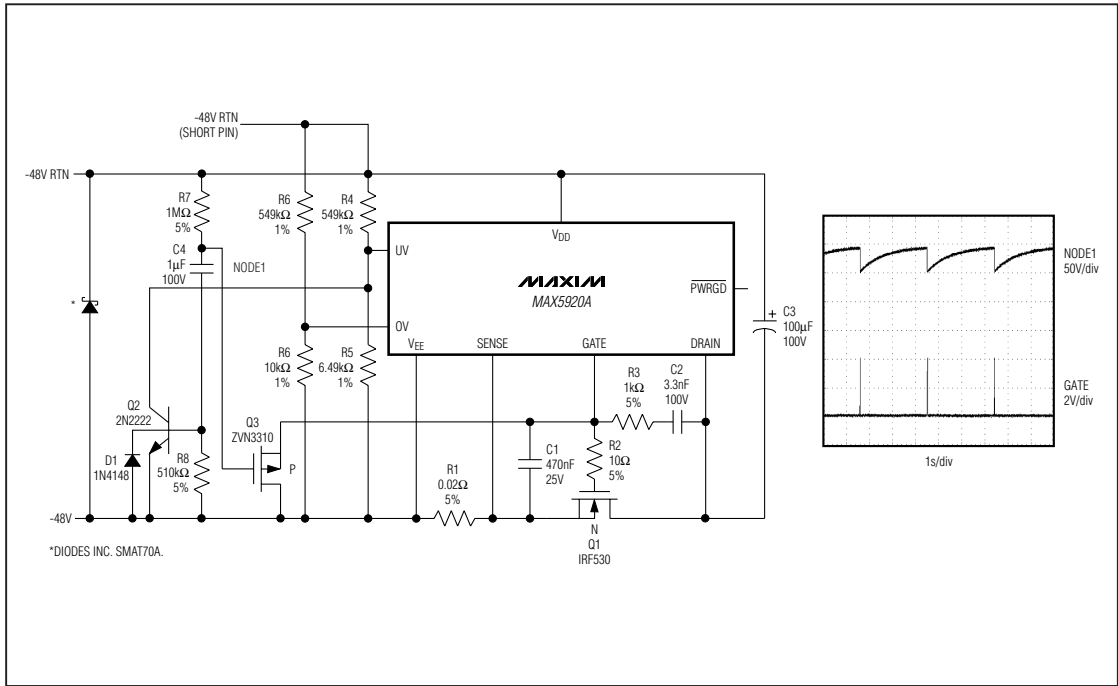 -48V RTN
(SHORT PIN)
-48V RTN
R7
1MΩ
5%
R6
549kΩ
1%
R4
549kΩ
1%
VDD
UV
C4
1μF
100V
NODE1
MAXIM
MAX5920A
PWRGD
*
OV
VEE
SENSE
GATE
DRAIN
+
C3
100μF
100V
R6
10kΩ
1%
R5
6.49kΩ
1%
R3
1kΩ
5%
C2
3.3nF
100V
Q2
2N2222
Q3
ZVN3310
P
D1
1N4148
R8
510kΩ
5%
R1
0.02Ω
5%
C1
470nF
25V
R2
10Ω
5%
-48V
N
Q1
IRF530
*DIODES INC. SMAT70A.
NODE1
50V/div
GATE
2V/div
1s/div